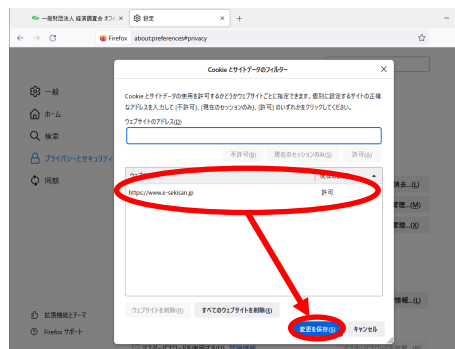 一般財団法人 経済調査会 オフィ ×
設定 ×
+
Firefox about:preferences#privacy
Cookie とサイトデータのフィルター ×
一般
Cookie とサイトデータの使用を許可するかどうかウェブサイトごとに指定できます。個別に設定するサイトの正確
なアドレスを入力して [不許可]、[現在のセッションのみ]、[許可] のいずれかをクリックしてください。
ホーム
ウェブサイトのアドレス(D)
検索
不許可(B) 現在のセッションのみ(S) 許可(A)
プライバシーとセキュリティ
同期
https://www.e-sekisan.jp 許可
消去...(L)
管理...(M)
管理...(X)
ウェブサイトを削除(R) すべてのウェブサイトを削除(E)
拡張機能とテーマ
変更を保存(S) キャンセル
Firefox サポート